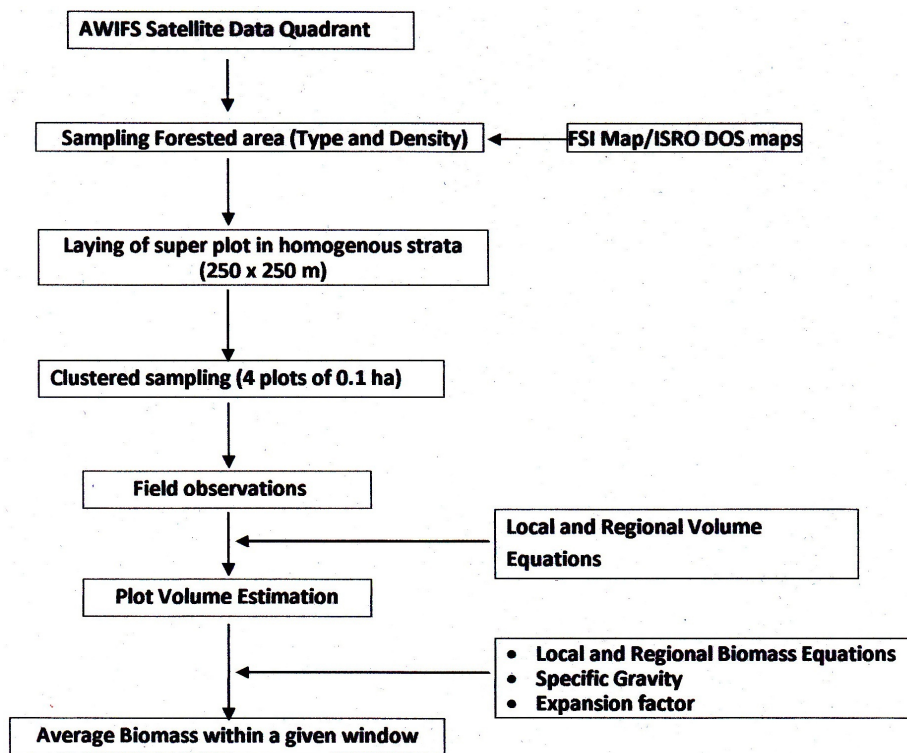 AWIFS Satellite Data Quadrant
Sampling Forested area (Type and Density)
FSI Map/ISRO DOS maps
Laying of super plot in homogenous strata
(250 x 250 m)
Clustered sampling (4 plots of 0.1 ha)
Field observations
Local and Regional Volume
Equations
Plot Volume Estimation
• Local and Regional Biomass Equations
• Specific Gravity
• Expansion factor
Average Biomass within a given window